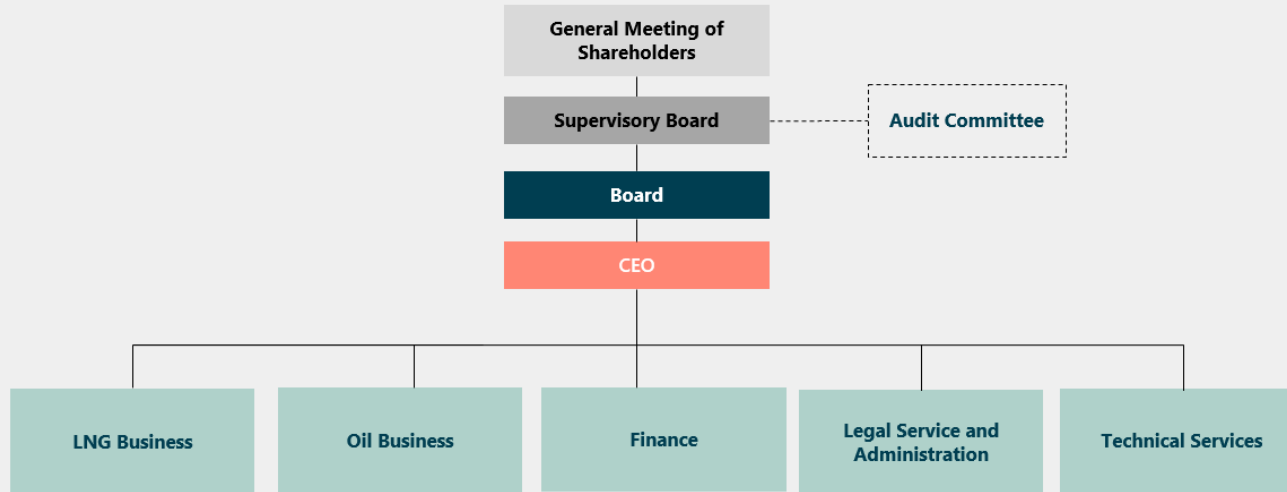 General Meeting of
Shareholders
Supervisory Board
Audit Committee
Board
CEO
LNG Business
Oil Business
Finance
Legal Service and
Administration
Technical Services